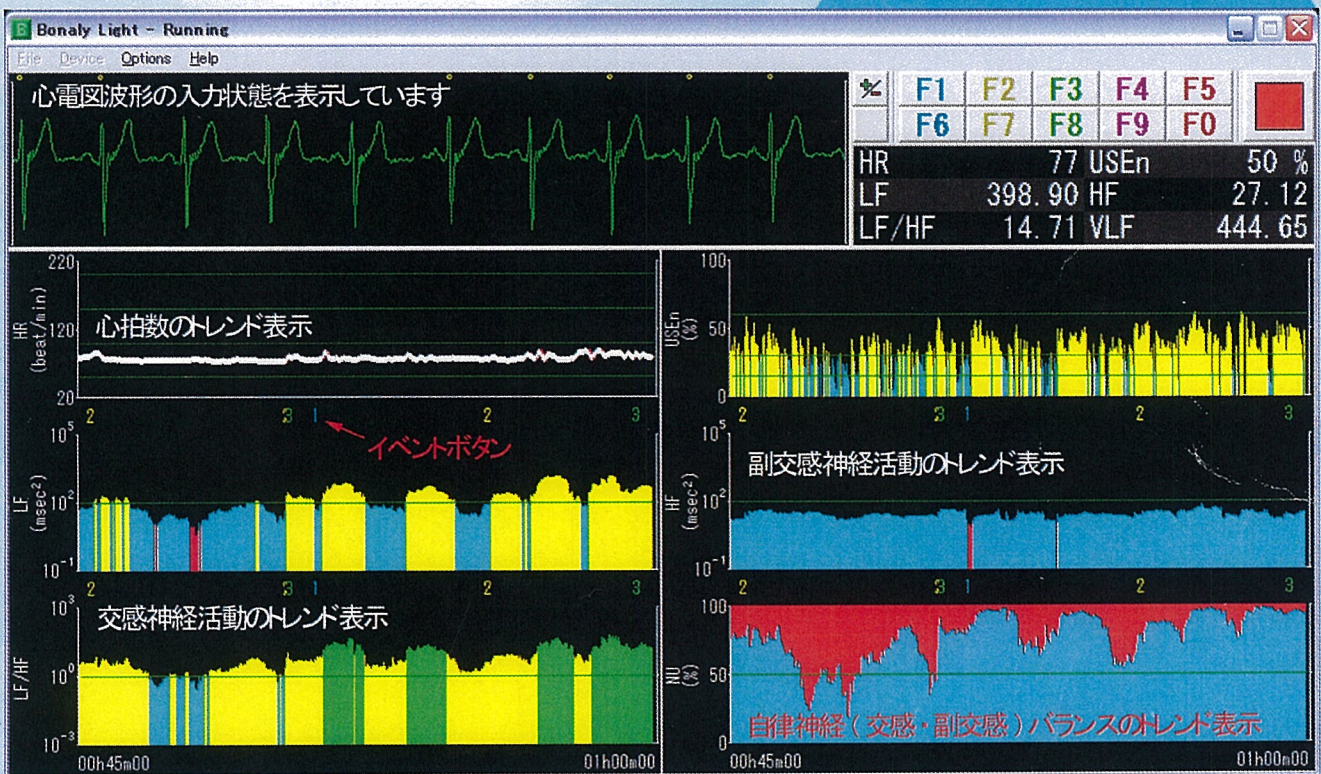 Bonaly Light - Running
File Device Options Help
心電図波形の入力状態を表示しています
F1 F2 F3 F4 F5
F6 F7 F8 F9 F0
HR 77 USEn 50 %
LF 398.90 HF 27.12
LF/HF 14.71 VLF 444.65
HR
(beat/min)
220
120
20
心拍数のトレンド表示
2 3 1 2 3
イベントボタン
LF
(msec²)
10⁵
10²
10⁻¹
2 3 1 2 3
LF/HF
10³
10⁰
10⁻³
交感神経活動のトレンド表示
00h45m00 01h00m00
USEn
(%)
100
50
0
2 3 1 2 3
HF
(msec²)
10⁵
10²
10⁻¹
副交感神経活動のトレンド表示
2 3 1 2 3
NU
(%)
100
50
0
自律神経(交感・副交感)バランスのトレンド表示
00h45m00 01h00m00